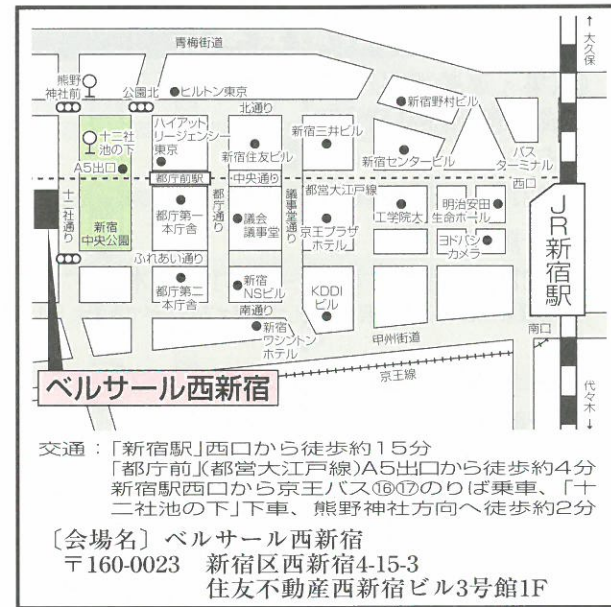 青梅街道
↑大久保
熊野
神社前
公園北
ヒルトン東京
北通り
新宿野村ビル
十二社
池の下
ハイアット
リージェンシー
東京
新宿住友ビル
新宿三井ビル
新宿センタービル
バス
ターミナル
A5出口
都庁前駅
中央通り
都営大江戸線
西口
十二社通り
新宿
中央公園
都庁第一
本庁舎
都庁通り
議会
議事堂
議事堂通り
京王プラザ
ホテル
工学院大
明治安田
生命ホール
ヨドバシ
カメラ
JR新宿駅
ふれあい通り
都庁第二
本庁舎
新宿
NSビル
KDDI
ビル
南通り
新宿
ワシントン
ホテル
甲州街道
南口
京王線
代々木↓
ベルサール西新宿
交通：「新宿駅」西口から徒歩約15分
「都庁前」(都営大江戸線)A5出口から徒歩約4分
新宿駅西口から京王バス⑯⑰のりば乗車、「十
二社池の下」下車、熊野神社方向へ徒歩約2分
〔会場名〕ベルサール西新宿
〒160-0023　新宿区西新宿4-15-3
住友不動産西新宿ビル3号館1F